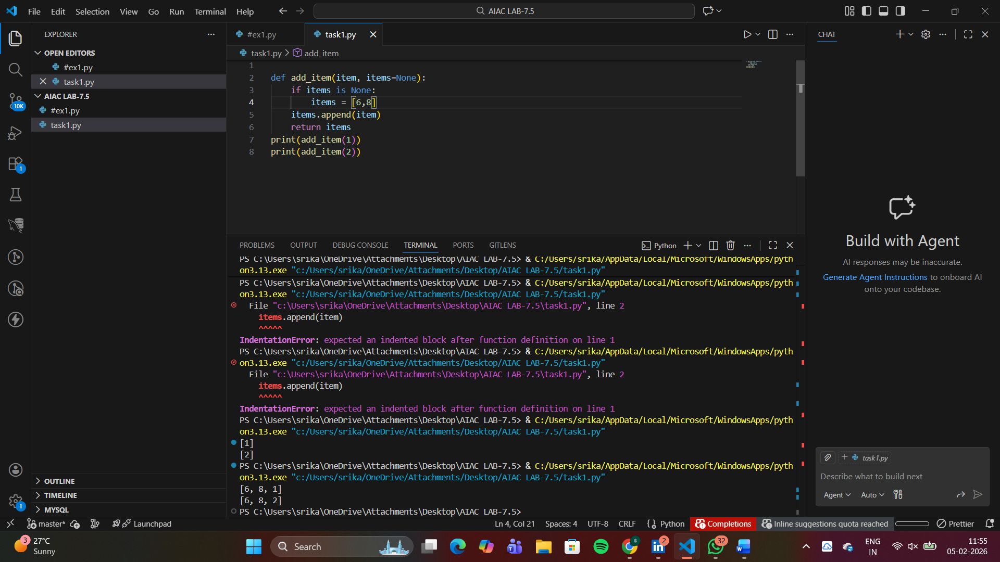 File Edit Selection View Go Run Terminal Help
AIAC LAB-7.5
EXPLORER
OPEN EDITORS
#ex1.py
task1.py
AIAC LAB-7.5
#ex1.py
task1.py
10K
1
1
OUTLINE
TIMELINE
MYSQL
#ex1.py
task1.py
task1.py > add_item
1
2 def add_item(item, items=None):
3 if items is None:
4 items = [6,8]
5 items.append(item)
6 return items
7 print(add_item(1))
8 print(add_item(2))
PROBLEMS OUTPUT DEBUG CONSOLE TERMINAL PORTS GITLENS
Python
PS C:\Users\srika\OneDrive\Attachments\Desktop\AIAC LAB-7.5> & C:/Users/srika/AppData/Local/Microsoft/WindowsApps/pyth
on3.13.exe "c:/Users/srika/OneDrive/Attachments/Desktop/AIAC LAB-7.5/task1.py"
PS C:\Users\srika\OneDrive\Attachments\Desktop\AIAC LAB-7.5> & C:/Users/srika/AppData/Local/Microsoft/WindowsApps/pyth
on3.13.exe "c:/Users/srika/OneDrive/Attachments/Desktop/AIAC LAB-7.5/task1.py"
File "c:\Users\srika\OneDrive\Attachments\Desktop\AIAC LAB-7.5\task1.py", line 2
items.append(item)
^^^^^
IndentationError: expected an indented block after function definition on line 1
PS C:\Users\srika\OneDrive\Attachments\Desktop\AIAC LAB-7.5> & C:/Users/srika/AppData/Local/Microsoft/WindowsApps/pyth
on3.13.exe "c:/Users/srika/OneDrive/Attachments/Desktop/AIAC LAB-7.5/task1.py"
File "c:\Users\srika\OneDrive\Attachments\Desktop\AIAC LAB-7.5\task1.py", line 2
items.append(item)
^^^^^
IndentationError: expected an indented block after function definition on line 1
PS C:\Users\srika\OneDrive\Attachments\Desktop\AIAC LAB-7.5> & C:/Users/srika/AppData/Local/Microsoft/WindowsApps/pyth
on3.13.exe "c:/Users/srika/OneDrive/Attachments/Desktop/AIAC LAB-7.5/task1.py"
[1]
[2]
PS C:\Users\srika\OneDrive\Attachments\Desktop\AIAC LAB-7.5> & C:/Users/srika/AppData/Local/Microsoft/WindowsApps/pyth
on3.13.exe "c:/Users/srika/OneDrive/Attachments/Desktop/AIAC LAB-7.5/task1.py"
[6, 8, 1]
[6, 8, 2]
PS C:\Users\srika\OneDrive\Attachments\Desktop\AIAC LAB-7.5>
CHAT
Build with Agent
AI responses may be inaccurate.
Generate Agent Instructions to onboard AI
onto your codebase.
task1.py
Describe what to build next
Agent Auto
master* Launchpad
Ln 4, Col 21 Spaces: 4 UTF-8 CRLF {} Python Completions Inline suggestions quota reached Prettier
3
27°C
Sunny
Search
2
32
ENG
IN
11:55
05-02-2026